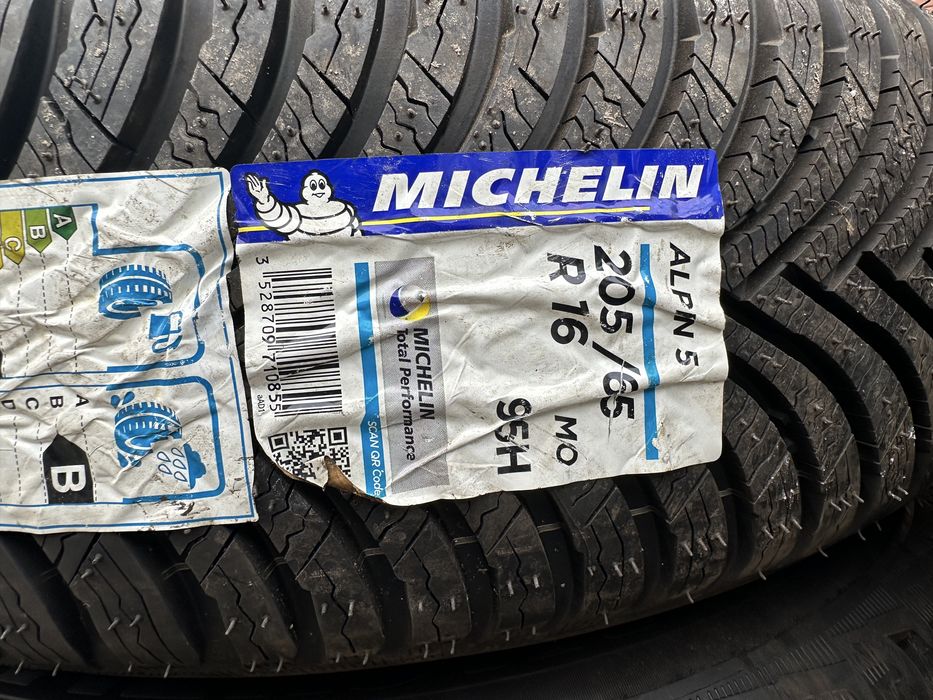 MICHELIN
ALPIN 5
205/65
R 16 MO
95H
MICHELIN
Total Performance
SCAN QR Code
3 528709 710855
A
B
C
A
B
C
D
B